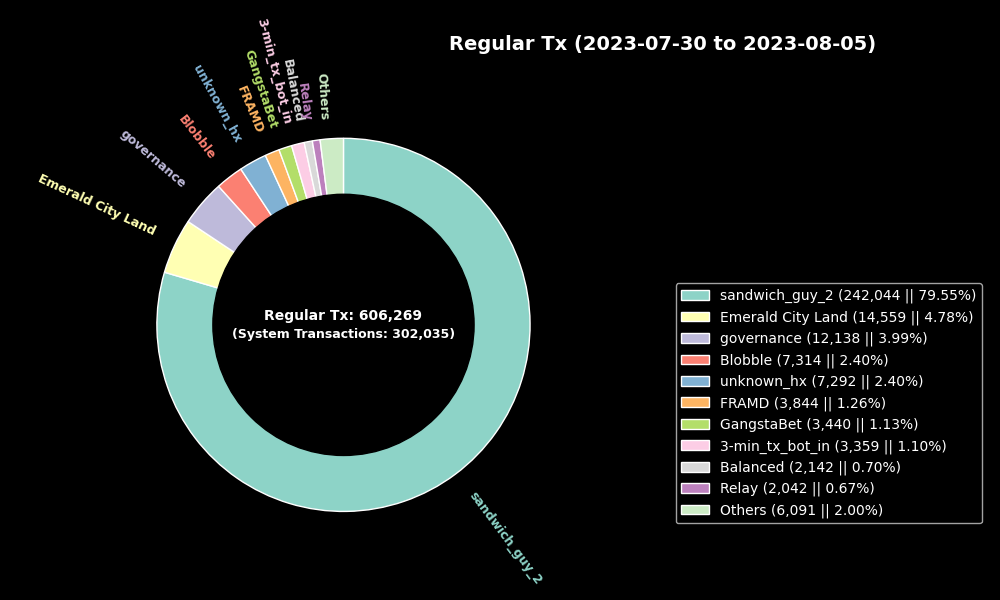 Regular Tx (2023-07-30 to 2023-08-05)
3-min_tx_bot_in
GangstaBet
Balanced
Relay
Others
unknown_hx
FRAMD
Blobble
governance
Emerald City Land
Regular Tx: 606,269
(System Transactions: 302,035)
sandwich_guy_2
sandwich_guy_2 (242,044 || 79.55%)
Emerald City Land (14,559 || 4.78%)
governance (12,138 || 3.99%)
Blobble (7,314 || 2.40%)
unknown_hx (7,292 || 2.40%)
FRAMD (3,844 || 1.26%)
GangstaBet (3,440 || 1.13%)
3-min_tx_bot_in (3,359 || 1.10%)
Balanced (2,142 || 0.70%)
Relay (2,042 || 0.67%)
Others (6,091 || 2.00%)